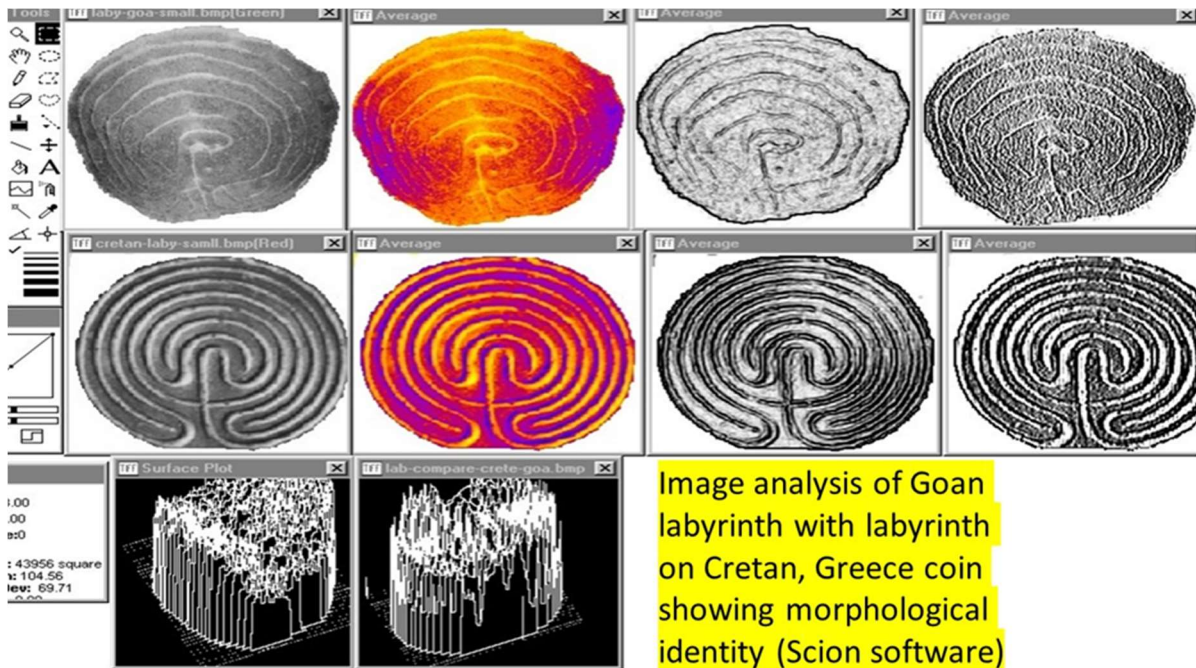 Tools
laby-goa-small.bmp(Green)
Average
Average
Average
cretan-laby-samll.bmp(Red)
Average
Average
Average
Surface Plot
lab-compare-crete-goa.bmp
.00
.00
e:0
: 43956 square
n: 104.56
Dev: 69.71
Image analysis of Goan
labyrinth with labyrinth
on Cretan, Greece coin
showing morphological
identity (Scion software)